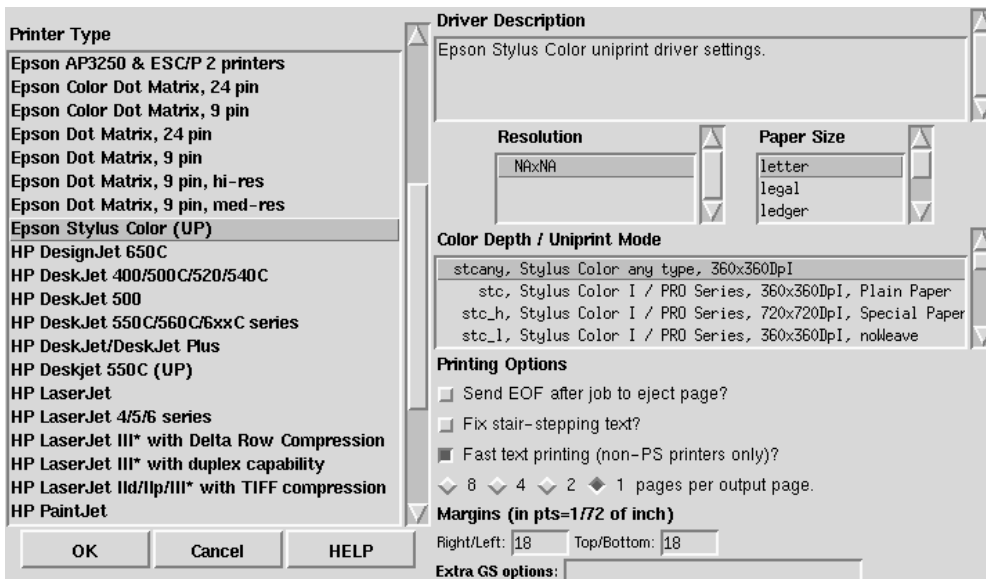 Printer Type
Epson AP3250 & ESC/P 2 printers
Epson Color Dot Matrix, 24 pin
Epson Color Dot Matrix, 9 pin
Epson Dot Matrix, 24 pin
Epson Dot Matrix, 9 pin
Epson Dot Matrix, 9 pin, hi-res
Epson Dot Matrix, 9 pin, med-res
Epson Stylus Color (UP)
HP DesignJet 650C
HP DeskJet 400/500C/520/540C
HP DeskJet 500
HP DeskJet 550C/560C/6xxC series
HP DeskJet/DeskJet Plus
HP Deskjet 550C (UP)
HP LaserJet
HP LaserJet 4/5/6 series
HP LaserJet III* with Delta Row Compression
HP LaserJet III* with duplex capability
HP LaserJet IId/IIp/III* with TIFF compression
HP PaintJet
OK Cancel HELP
Driver Description
Epson Stylus Color uniprint driver settings.
Resolution
NAxNA
Paper Size
letter
legal
ledger
Color Depth / Uniprint Mode
stcany, Stylus Color any type, 360x360DpI
stc, Stylus Color I / PRO Series, 360x360DpI, Plain Paper
stc_h, Stylus Color I / PRO Series, 720x720DpI, Special Paper
stc_l, Stylus Color I / PRO Series, 360x360DpI, noWeave
Printing Options
Send EOF after job to eject page?
Fix stair-stepping text?
Fast text printing (non-PS printers only)?
8 4 2 1 pages per output page.
Margins (in pts=1/72 of inch)
Right/Left: 18 Top/Bottom: 18
Extra GS options: